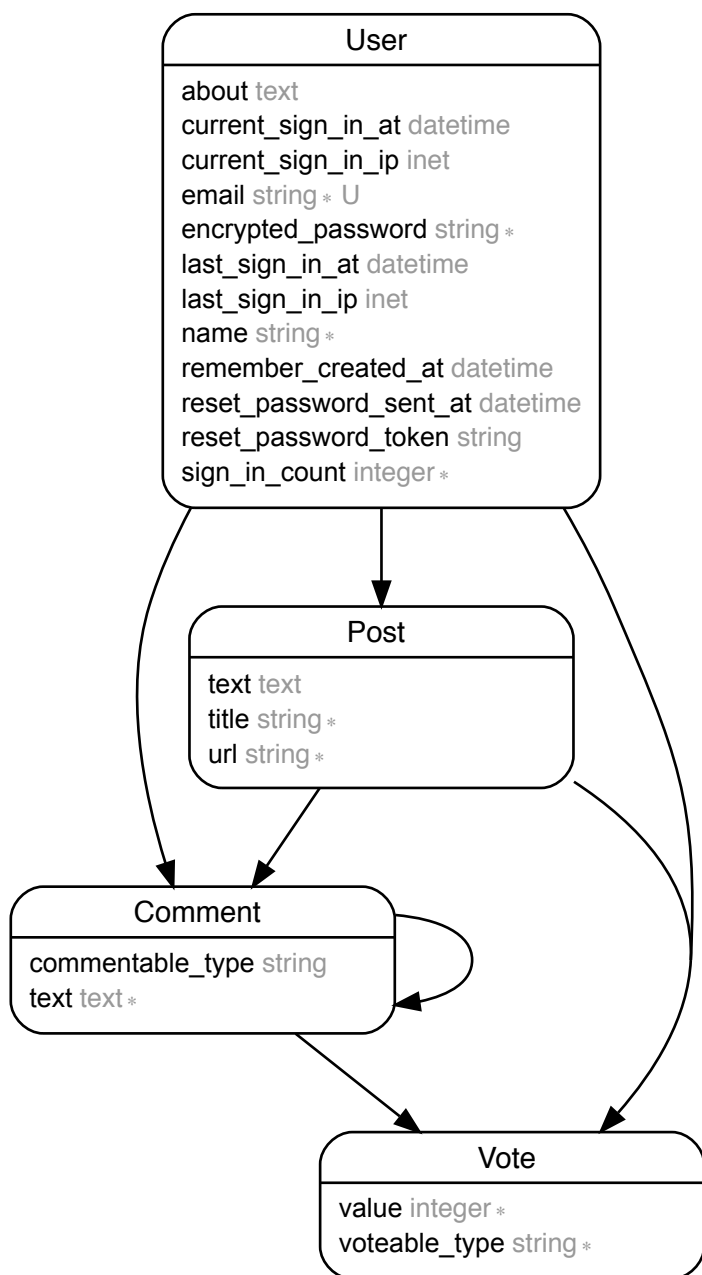 User
about text
current_sign_in_at datetime
current_sign_in_ip inet
email string * U
encrypted_password string *
last_sign_in_at datetime
last_sign_in_ip inet
name string *
remember_created_at datetime
reset_password_sent_at datetime
reset_password_token string
sign_in_count integer *
Post
text text
title string *
url string *
Comment
commentable_type string
text text *
Vote
value integer *
voteable_type string *